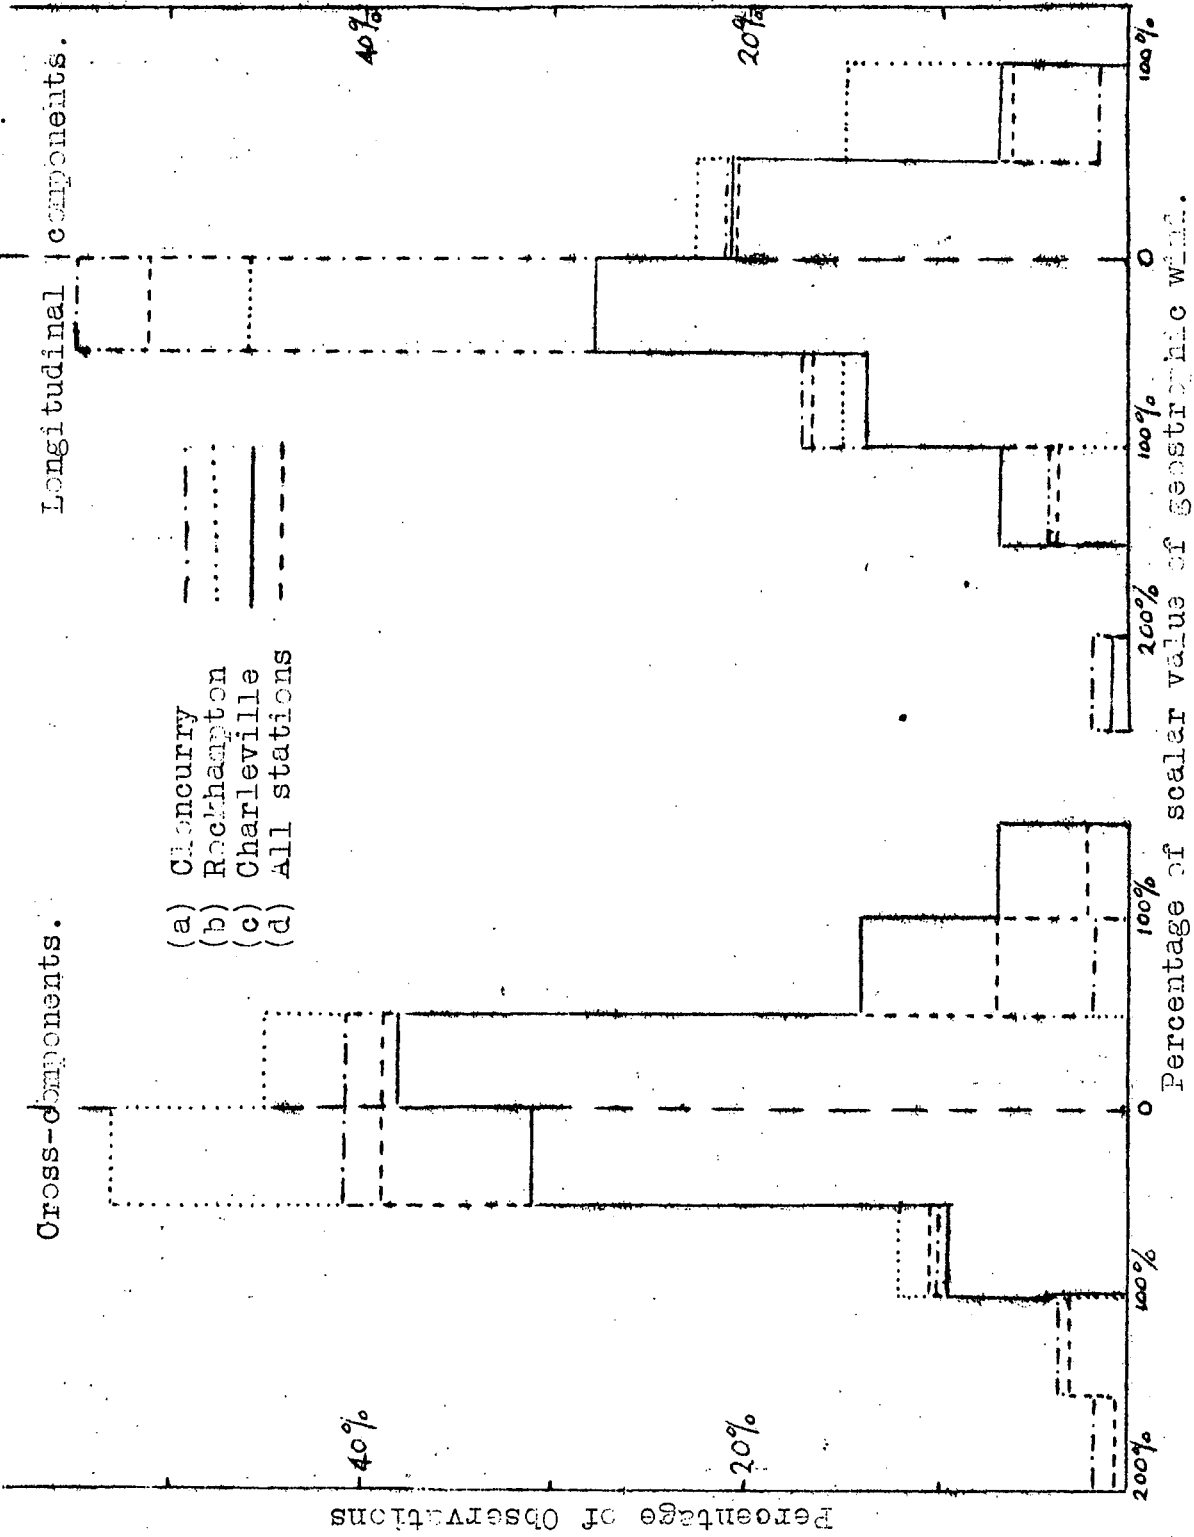 Cross-components.
Longitudinal components.
(a) Cloncurry
(b) Rockhampton
(c) Charleville
(d) All stations
40%
20%
40%
20%
Percentage of Observations
200%
100%
0
100%
200%
100%
0
100%
Percentage of scalar value of geostrophic wind.